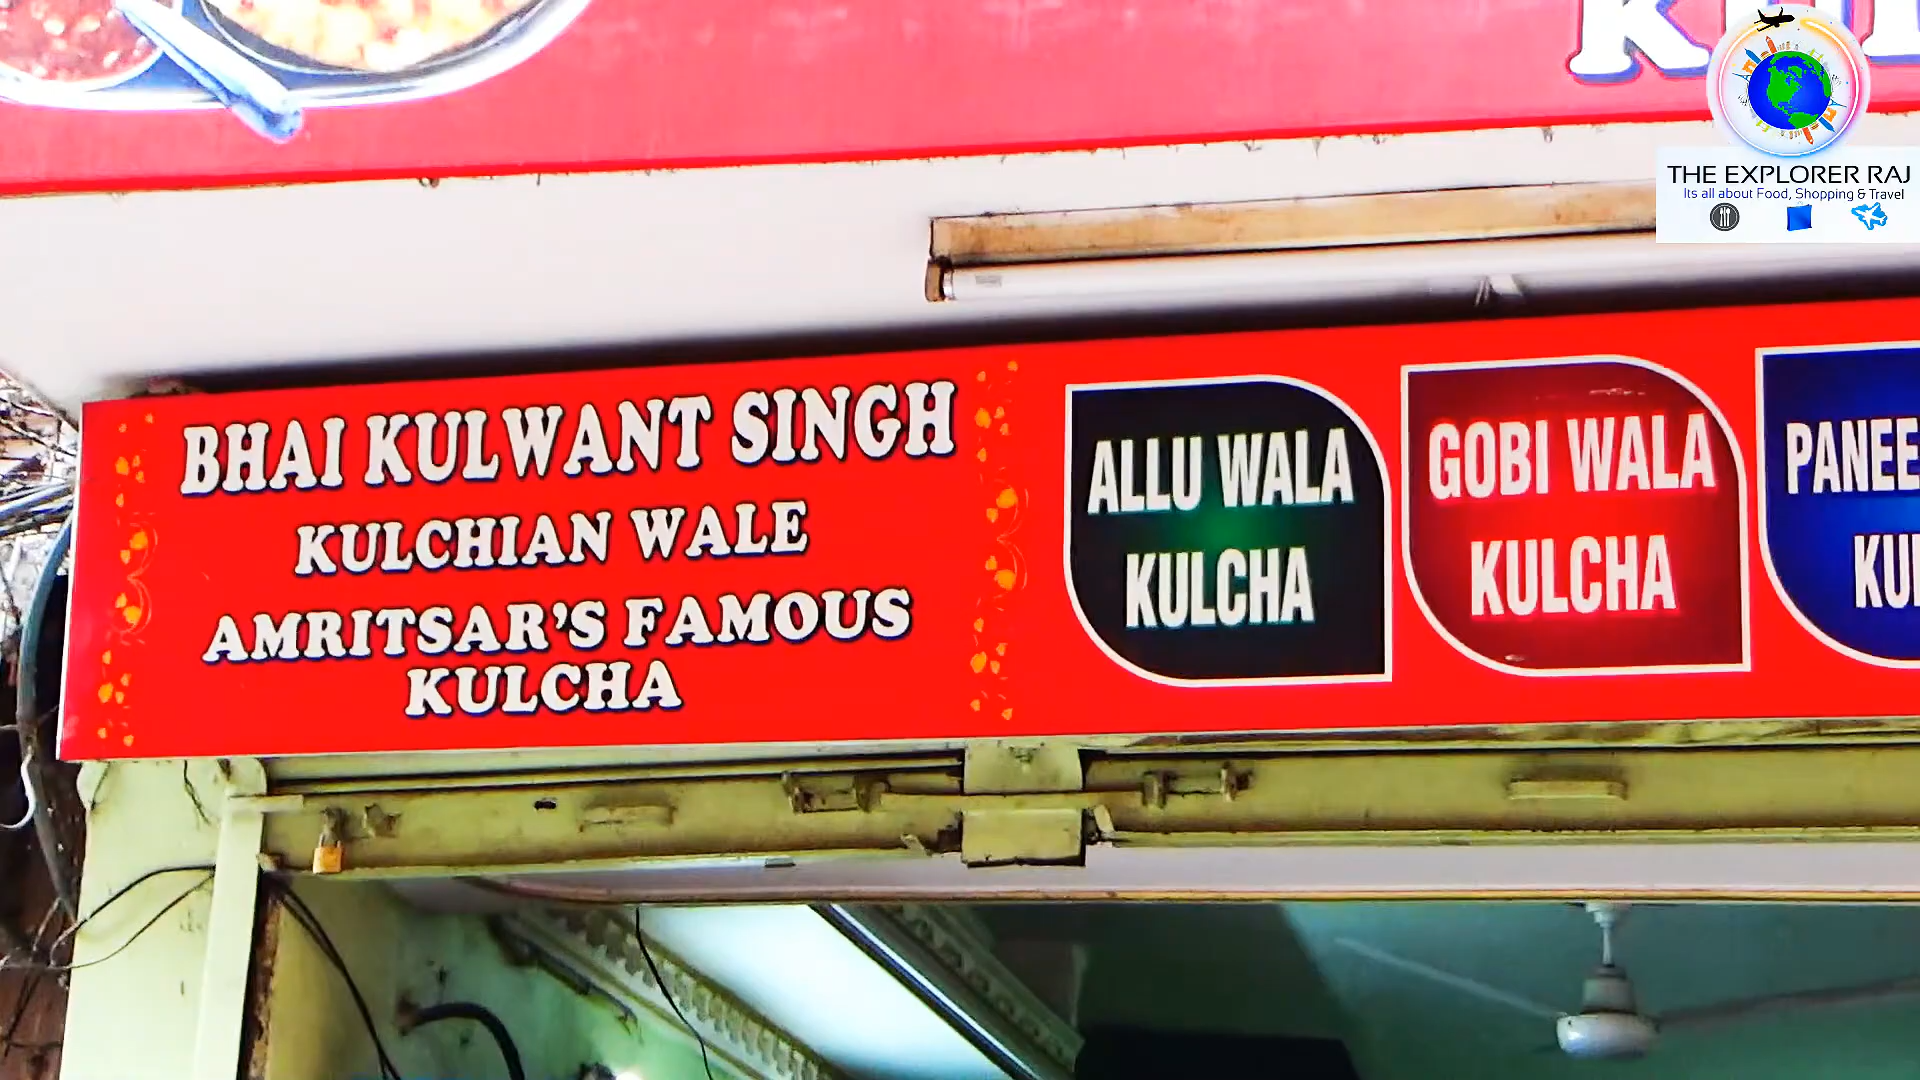 THE EXPLORER RAJ
Its all about Food, Shopping & Travel
BHAI KULWANT SINGH
KULCHIAN WALE
AMRITSAR'S FAMOUS
KULCHA
ALLU WALA
KULCHA
GOBI WALA
KULCHA